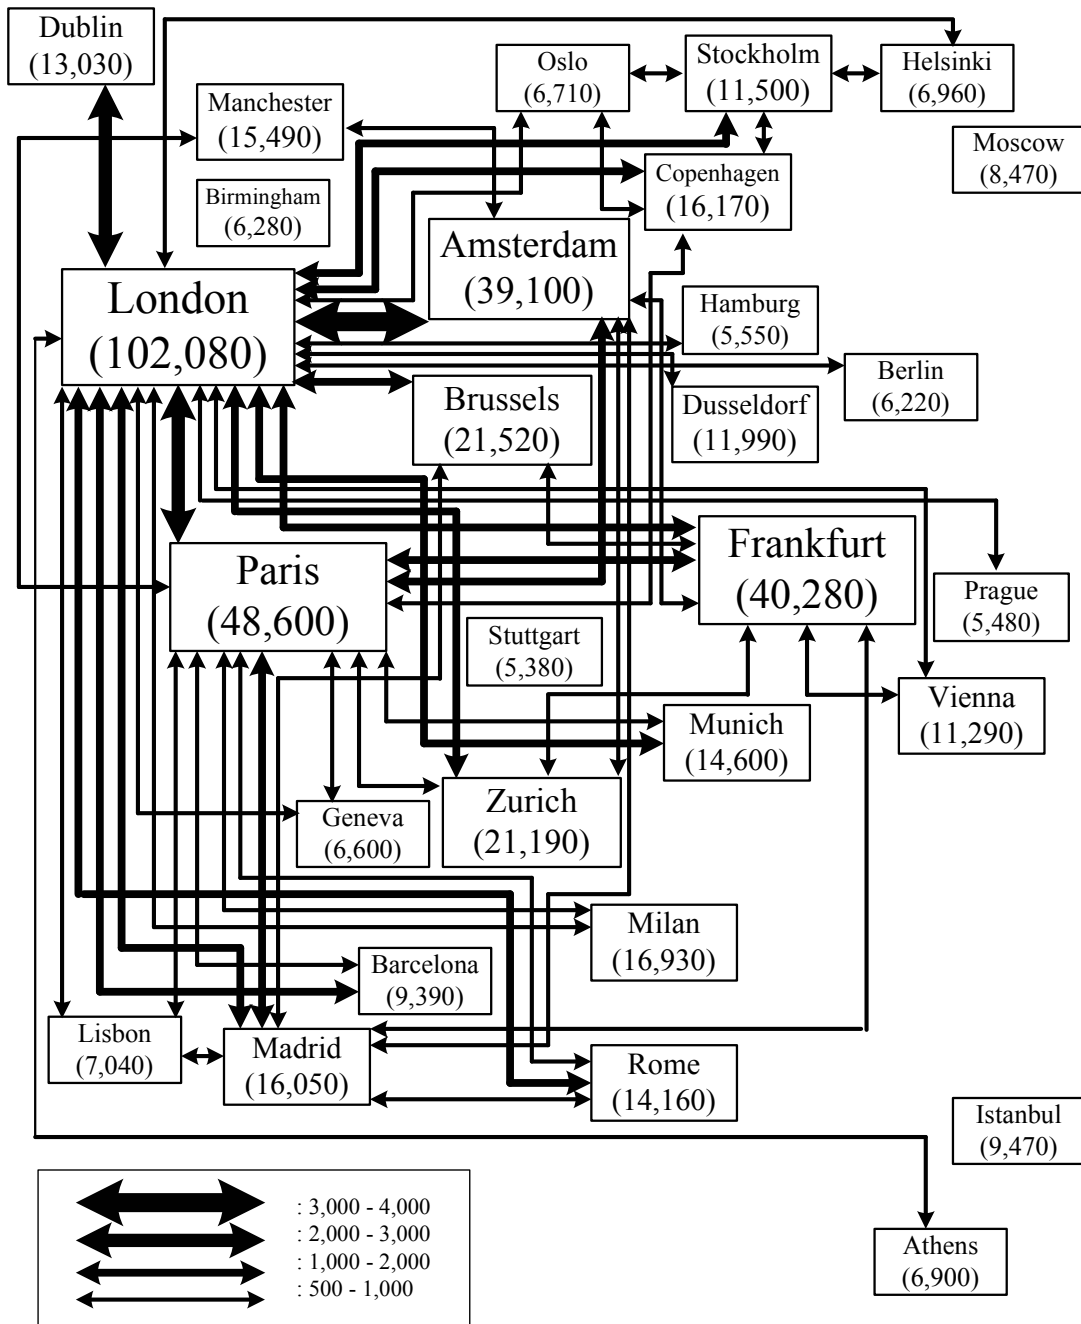 Dublin
(13,030)
Oslo
(6,710)
Stockholm
(11,500)
Helsinki
(6,960)
Manchester
(15,490)
Moscow
(8,470)
Birmingham
(6,280)
Copenhagen
(16,170)
Amsterdam
(39,100)
London
(102,080)
Hamburg
(5,550)
Berlin
(6,220)
Brussels
(21,520)
Dusseldorf
(11,990)
Frankfurt
(40,280)
Paris
(48,600)
Prague
(5,480)
Stuttgart
(5,380)
Vienna
(11,290)
Munich
(14,600)
Zurich
(21,190)
Geneva
(6,600)
Milan
(16,930)
Barcelona
(9,390)
Lisbon
(7,040)
Madrid
(16,050)
Rome
(14,160)
Istanbul
(9,470)
Athens
(6,900)
: 3,000 - 4,000
: 2,000 - 3,000
: 1,000 - 2,000
: 500 - 1,000